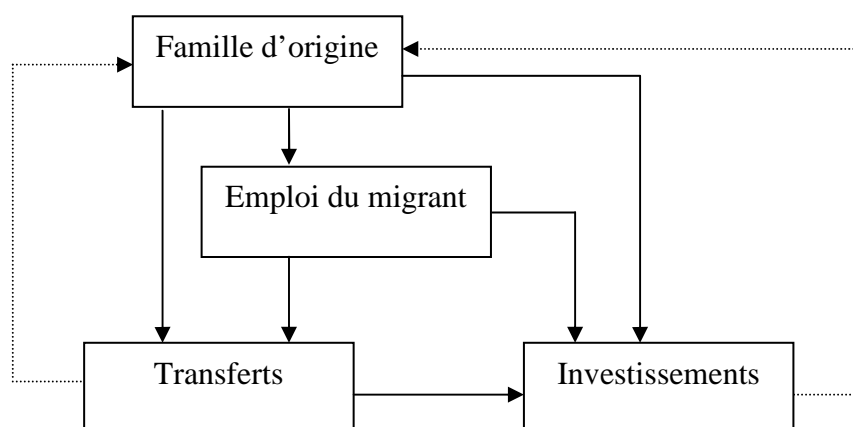 Famille d’origine
Emploi du migrant
Transferts
Investissements